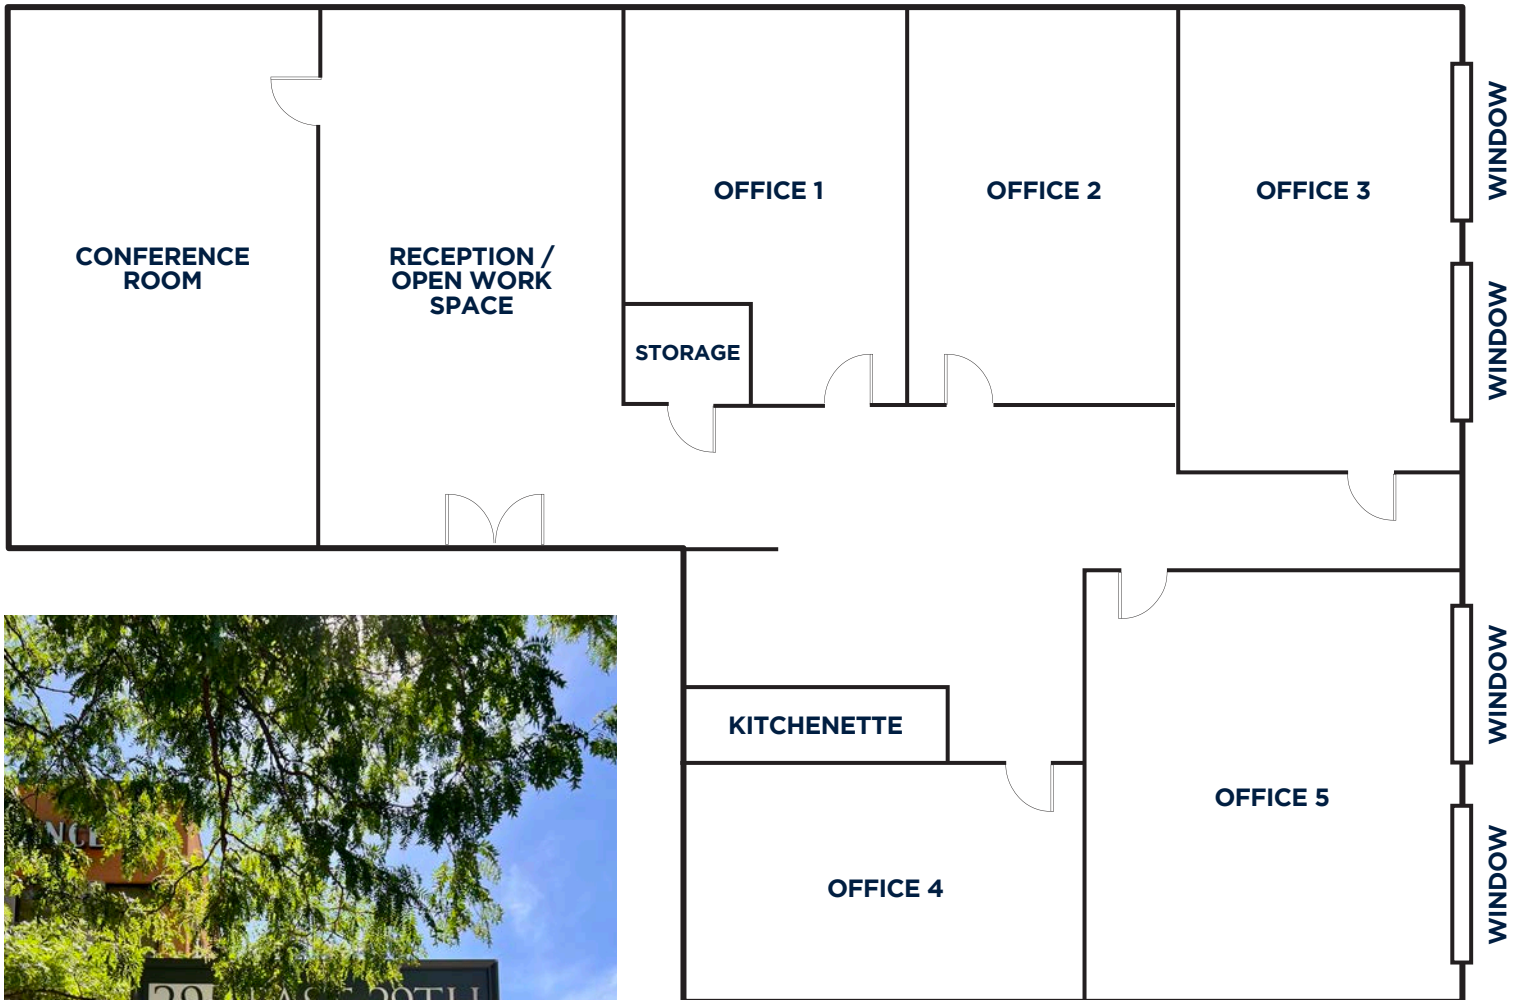 CONFERENCE
ROOM
RECEPTION /
OPEN WORK
SPACE
OFFICE 1
OFFICE 2
OFFICE 3
STORAGE
WINDOW
WINDOW
KITCHENETTE
OFFICE 4
OFFICE 5
WINDOW
WINDOW